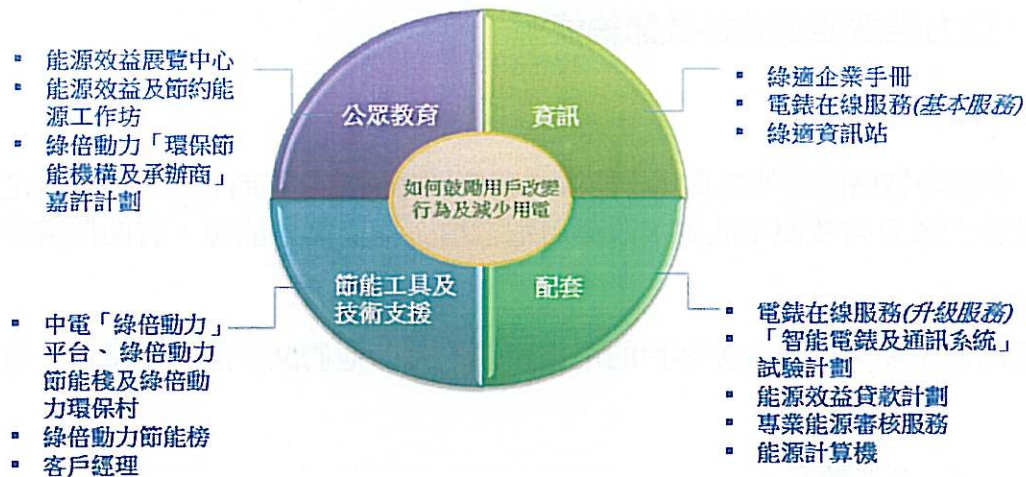 ▪ 能源效益展覽中心
▪ 能源效益及節約能
源工作坊
▪ 綠倍動力「環保節
能機構及承辦商」
嘉許計劃
公眾教育
資訊
▪ 綠適企業手冊
▪ 電錶在線服務(基本服務)
▪ 綠適資訊站
如何鼓勵用戶改變
行為及減少用電
節能工具及
技術支援
配套
▪ 中電「綠倍動力」
平台、綠倍動力
節能棧及綠倍動
力環保村
▪ 綠倍動力節能榜
▪ 客戶經理
▪ 電錶在線服務(升級服務)
▪ 「智能電錶及通訊系統」
試驗計劃
▪ 能源效益貸款計劃
▪ 專業能源審核服務
▪ 能源計算機